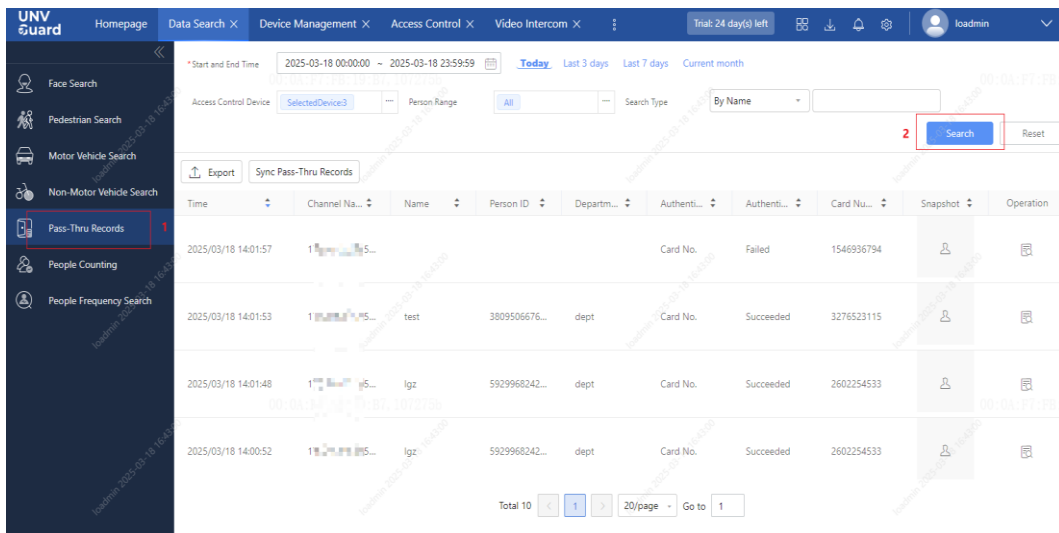 UNV Guard Homepage Data Search × Device Management × Access Control × Video Intercom × Trial: 24 day(s) left loadmin
Face Search
Pedestrian Search
Motor Vehicle Search
Non-Motor Vehicle Search
Pass-Thru Records 1
People Counting
People Frequency Search
*Start and End Time 2025-03-18 00:00:00 ~ 2025-03-18 23:59:59 Today Last 3 days Last 7 days Current month
Access Control Device SelectedDevice:3 ... Person Range All ... Search Type By Name
2 Search Reset
Export Sync Pass-Thru Records
Time Channel Na... Name Person ID Departm... Authenti... Authenti... Card Nu... Snapshot Operation
2025/03/18 14:01:57 Card No. Failed 1546936794
2025/03/18 14:01:53 test 3809506676... dept Card No. Succeeded 3276523115
2025/03/18 14:01:48 lgz 5929968242... dept Card No. Succeeded 2602254533
2025/03/18 14:00:52 lgz 5929968242... dept Card No. Succeeded 2602254533
Total 10 < 1 > 20/page Go to 1